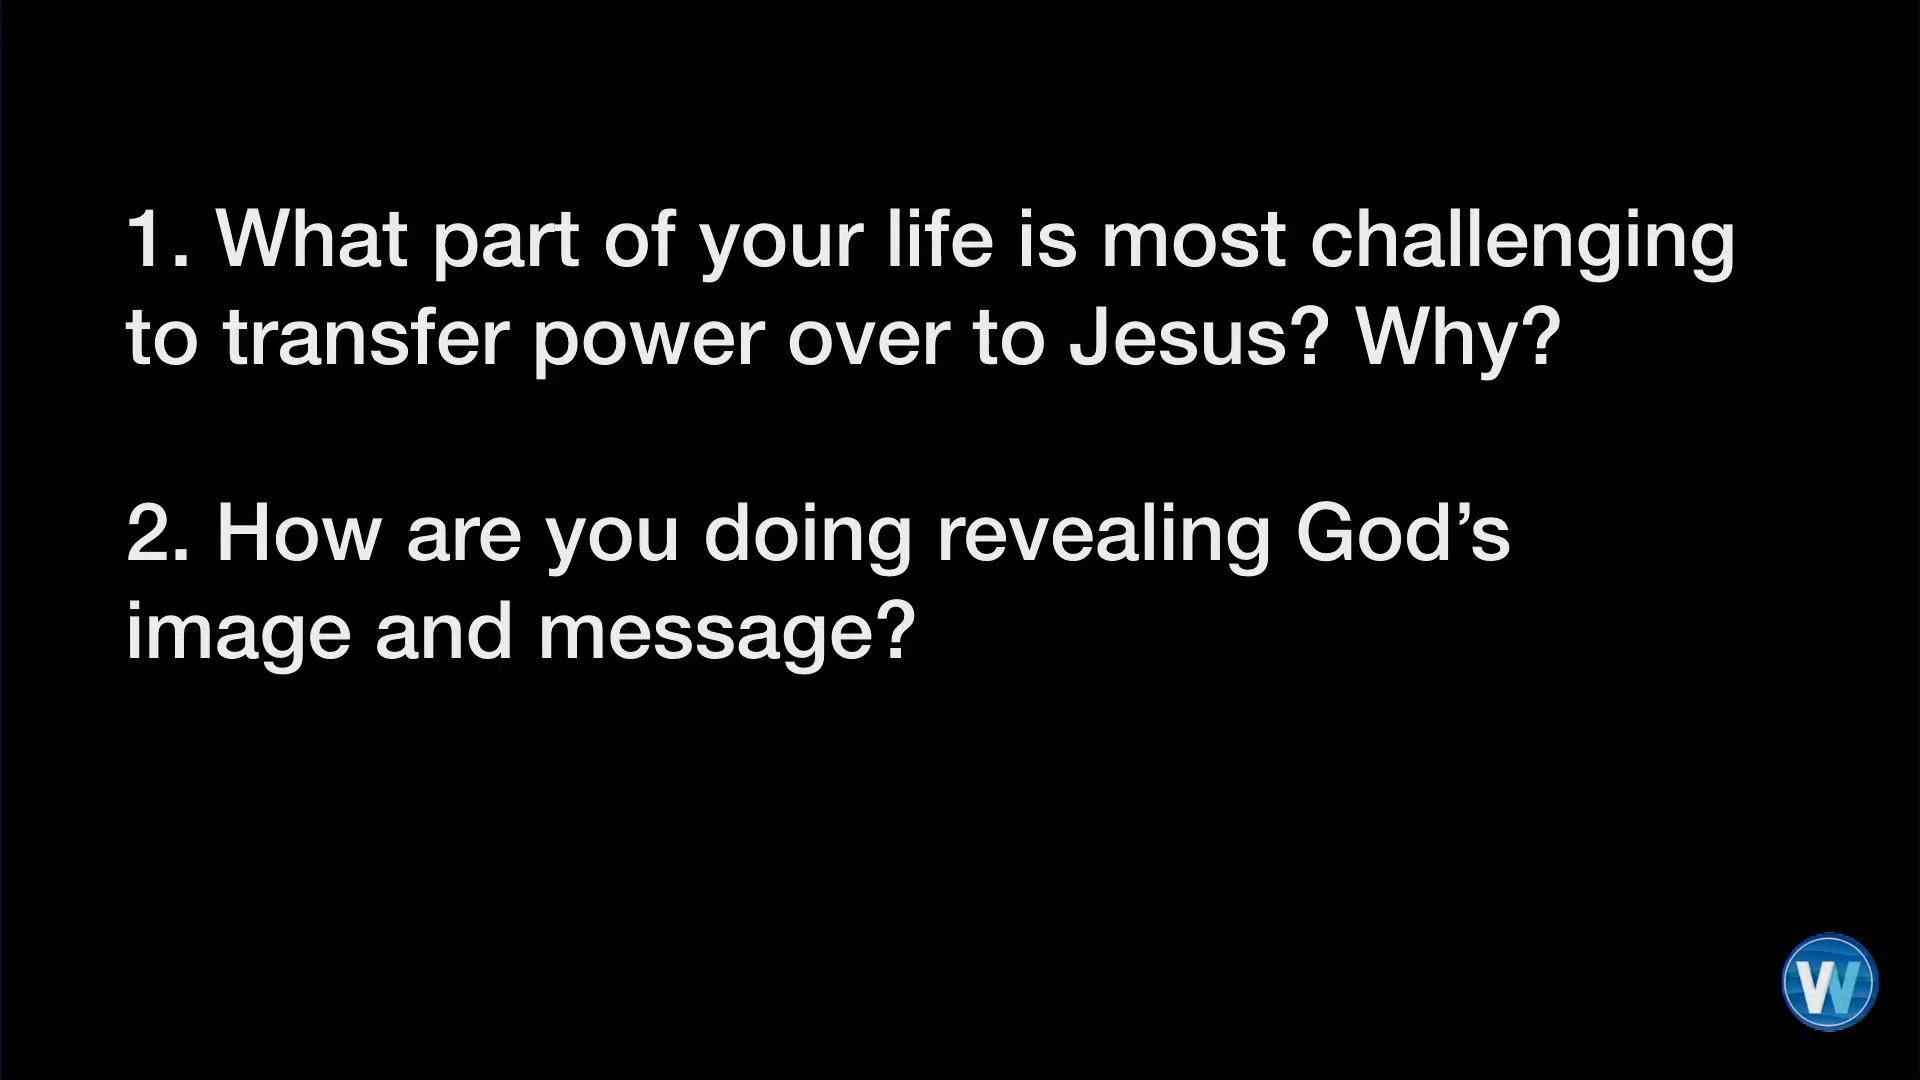 1. What part of your life is most challenging
to transfer power over to Jesus? Why?
2. How are you doing revealing God’s
image and message?
W